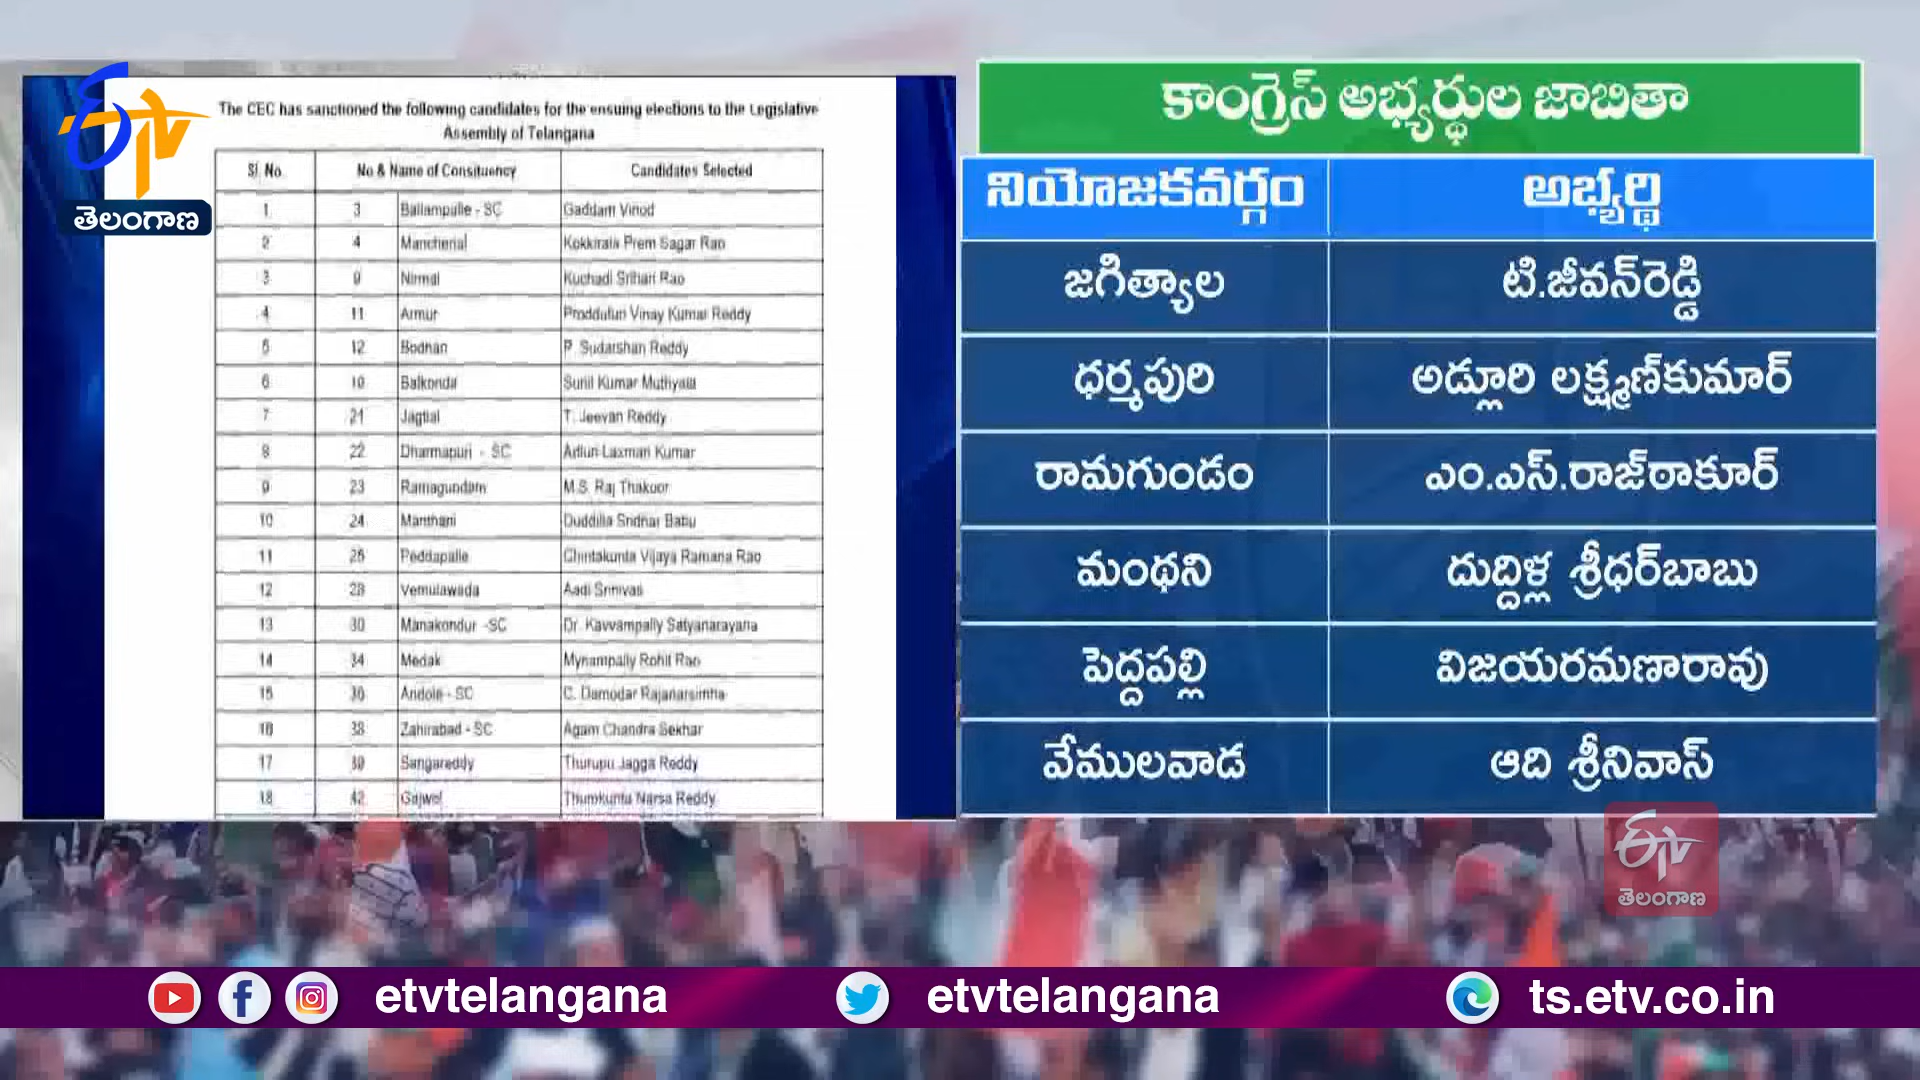 ETV
తెలంగాణ
The CEC has sanctioned the following candidates for the ensuing elections to the Legislative
Assembly of Telangana
Sl. No. No & Name of Consituency Candidates Selected
1 3 Bellampalle - SC Gaddam Vinod
2 4 Mancherial Kokkirala Prem Sagar Rao
3 Nirmal Kuchadi Srihari Rao
4 11 Armur Prodduturi Vinay Kumar Reddy
5 12 Bodhan P. Sudarshan Reddy
6 Balkonda Sunil Kumar Muthyala
7 21 Jagtial T. Jeevan Reddy
8 22 Dharmapuri - SC Adluri Laxman Kumar
9 23 Ramagundam M.S. Raj Thakoor
10 24 Manthani Duddilla Sridhar Babu
11 25 Peddapalle Chintakunta Vijaya Ramana Rao
12 28 Vemulawada Aadi Srinivas
13 30 Manakondur -SC Dr. Kavvampally Satyanarayana
14 34 Medak Mynampally Rohit Rao
15 36 Andole - SC C. Damodar Rajanarsimha
16 38 Zahirabad - SC Agam Chandra Sekhar
17 39 Sangareddy Thurupu Jagga Reddy
18 42 Gajwel Thumkunta Narsa Reddy
కాంగ్రెస్ అభ్యర్థుల జాబితా
నియోజకవర్గం అభ్యర్థి
జగిత్యాల టి.జీవన్‌రెడ్డి
ధర్మపురి అడ్లూరి లక్ష్మణ్‌కుమార్
రామగుండం ఎం.ఎస్.రాజ్‌ఠాకూర్
మంథని దుద్దిళ్ల శ్రీధర్‌బాబు
పెద్దపల్లి విజయరమణారావు
వేములవాడ ఆది శ్రీనివాస్
ETV
తెలంగాణ
etvtelangana etvtelangana ts.etv.co.in